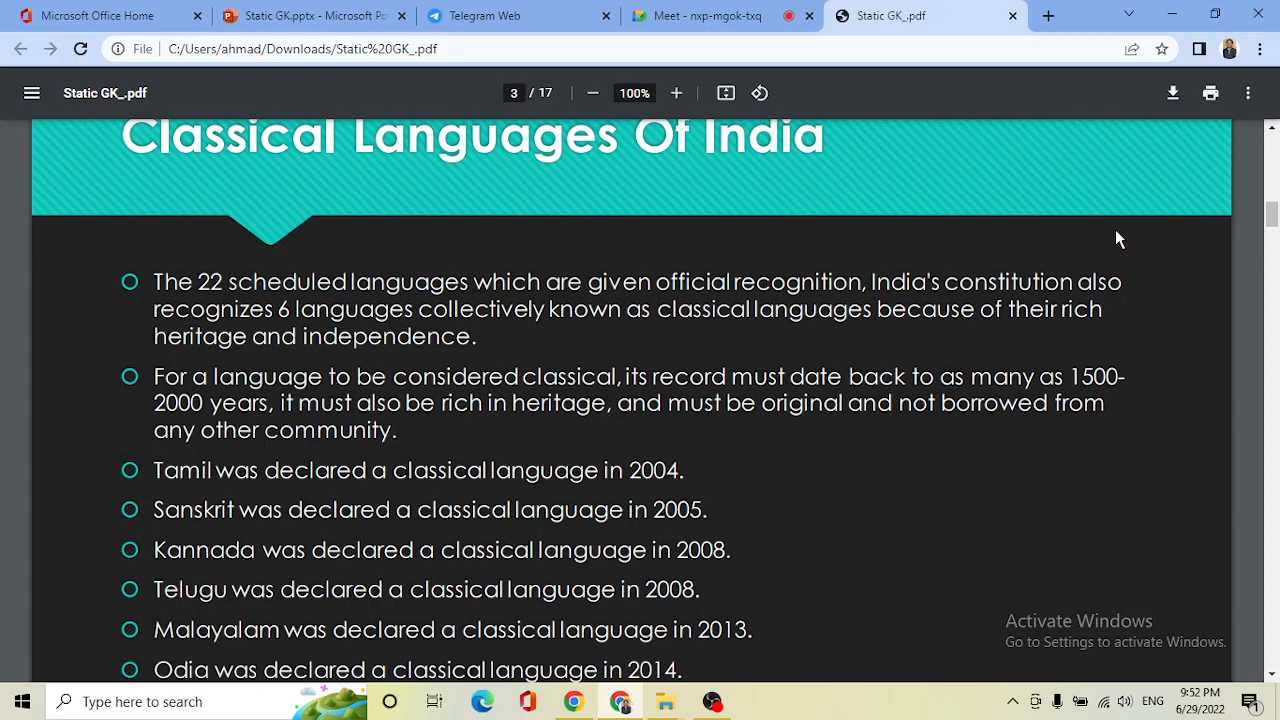 Microsoft Office Home
Static GK.pptx - Microsoft Po
Telegram Web
Meet - nxp-mgok-txq
Static GK_.pdf
File
C:/Users/ahmad/Downloads/Static%20GK_.pdf
Static GK_.pdf
3 / 17
100%
Classical Languages Of India
The 22 scheduled languages which are given official recognition, India's constitution also
recognizes 6 languages collectively known as classical languages because of their rich
heritage and independence.
For a language to be considered classical, its record must date back to as many as 1500-
2000 years, it must also be rich in heritage, and must be original and not borrowed from
any other community.
Tamil was declared a classical language in 2004.
Sanskrit was declared a classical language in 2005.
Kannada was declared a classical language in 2008.
Telugu was declared a classical language in 2008.
Malayalam was declared a classical language in 2013.
Odia was declared a classical language in 2014.
Activate Windows
Go to Settings to activate Windows.
Type here to search
ENG
9:52 PM
6/29/2022
1